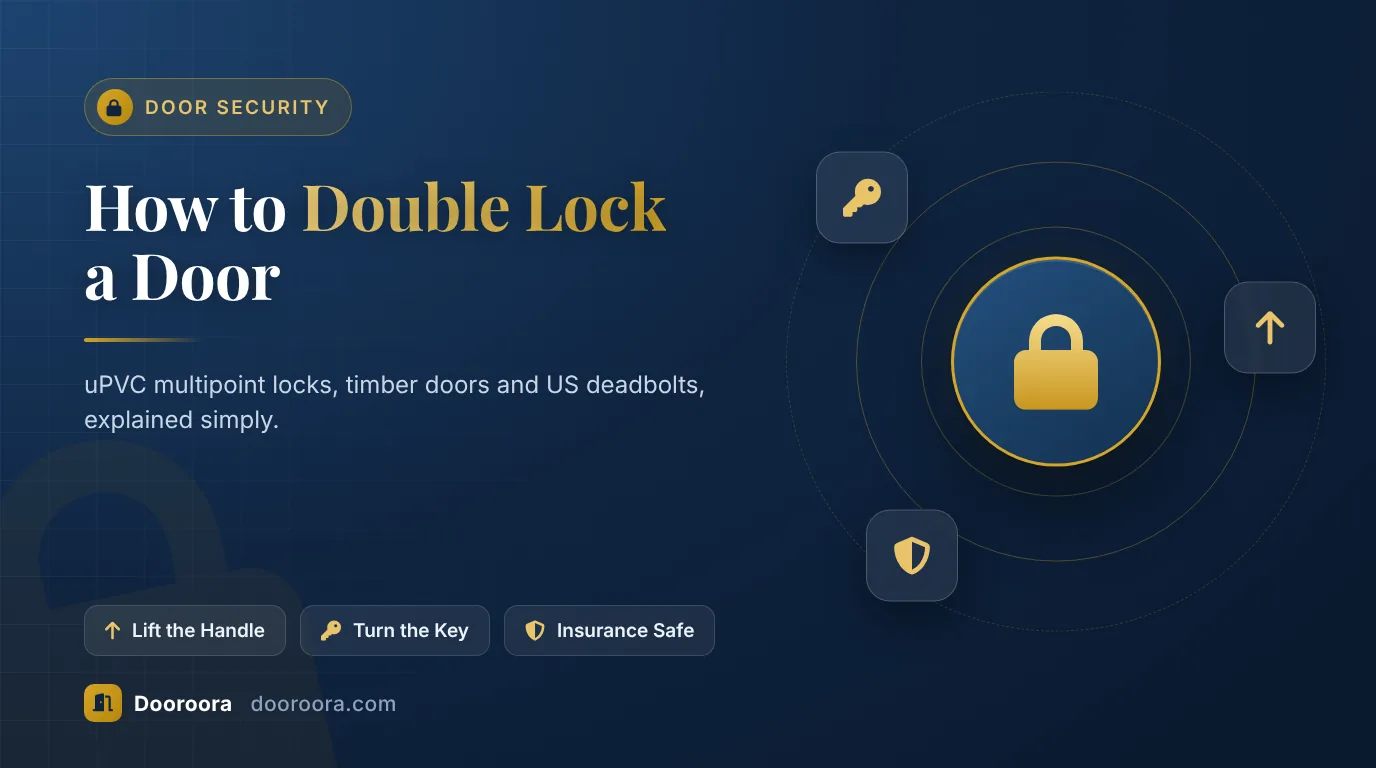 DOOR SECURITY
How to Double Lock
a Door
uPVC multipoint locks, timber doors and US deadbolts,
explained simply.
Lift the Handle
Turn the Key
Insurance Safe
Dooroora dooroora.com